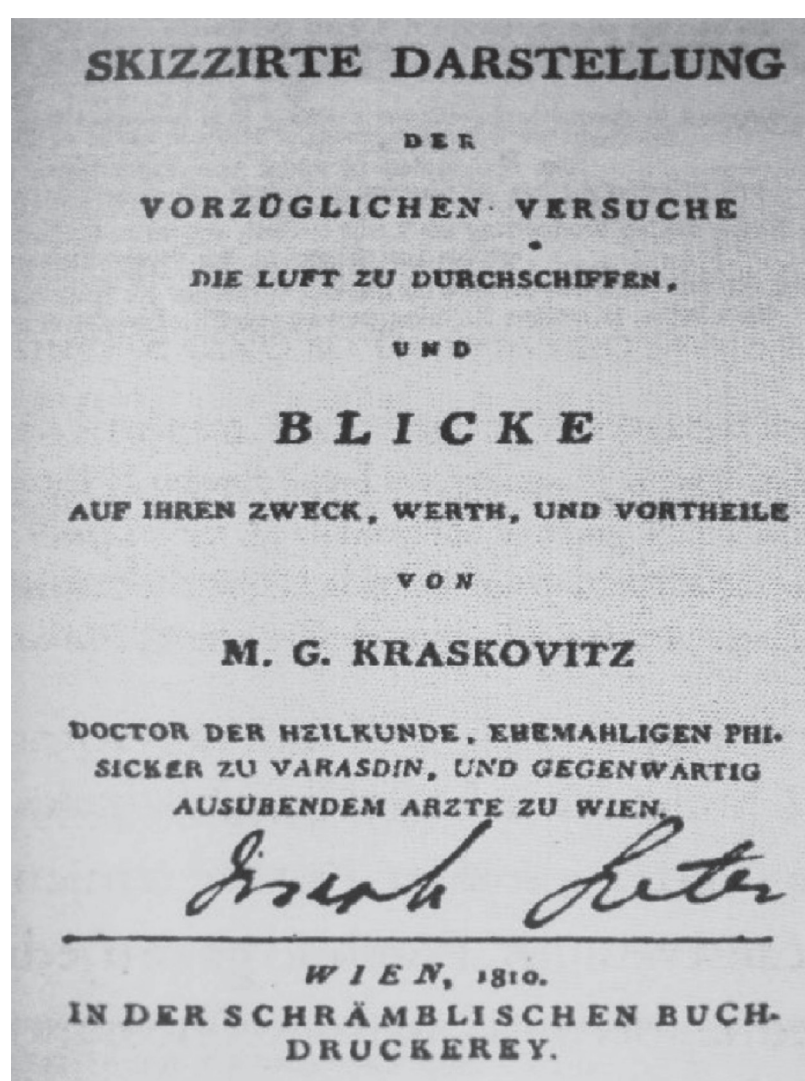 SKIZZIRTE DARSTELLUNG
DER
VORZÜGLICHEN VERSUCHE
DIE LUFT ZU DURCHSCHIFFEN,
UND
BLICKE
AUF IHREN ZWECK, WERTH, UND VORTHEILE
VON
M. G. KRASKOVITZ
DOCTOR DER HEILKUNDE, EHEMAHLIGEN PHI-
SICKER ZU VARASDIN, UND GEGENWÄRTIG
AUSÜBENDEM ARZTE ZU WIEN.
Joseph
WIEN, 1810.
IN DER SCHRÄMBLISCHEN BUCH-
DRUCKEREY.